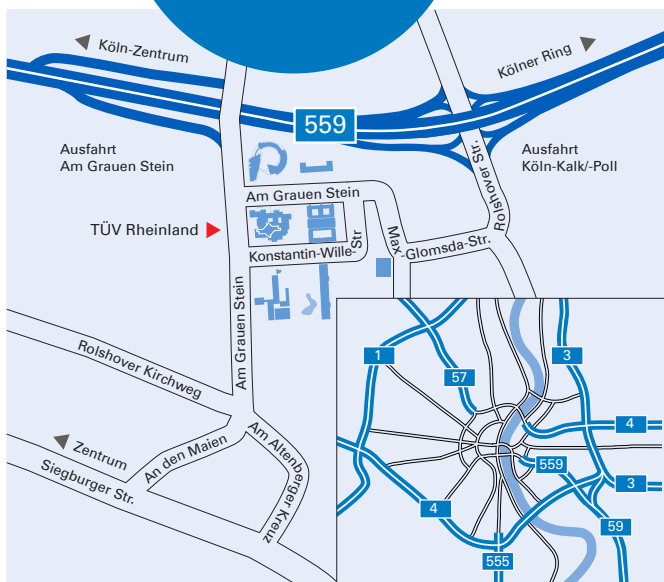 Köln-Zentrum
Kölner Ring
559
Ausfahrt
Am Grauen Stein
Ausfahrt
Köln-Kalk/-Poll
Rolshover Str.
Am Grauen Stein
TÜV Rheinland
Konstantin-Wille-Str
Max-Glomsda-Str.
Am Grauen Stein
Rolshover Kirchweg
Zentrum
Siegburger Str.
An den Maien
Am Altenberger Kreuz
1
3
57
4
559
3
4
59
555